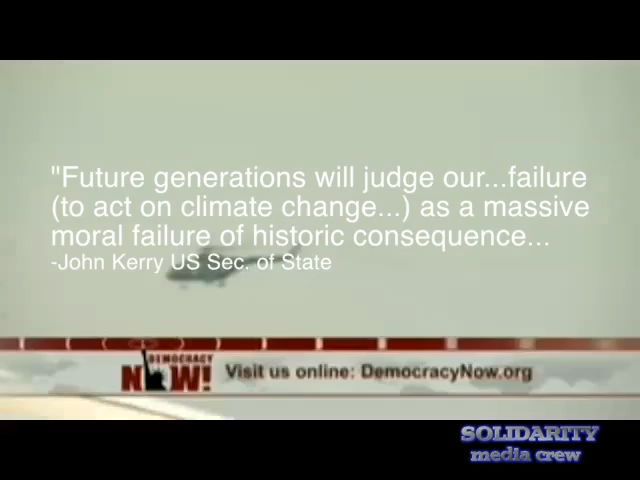 "Future generations will judge our...failure
(to act on climate change...) as a massive
moral failure of historic consequence...
-John Kerry US Sec. of State
DEMOCRACY
NOW!
Visit us online: DemocracyNow.org
SOLIDARITY
media crew